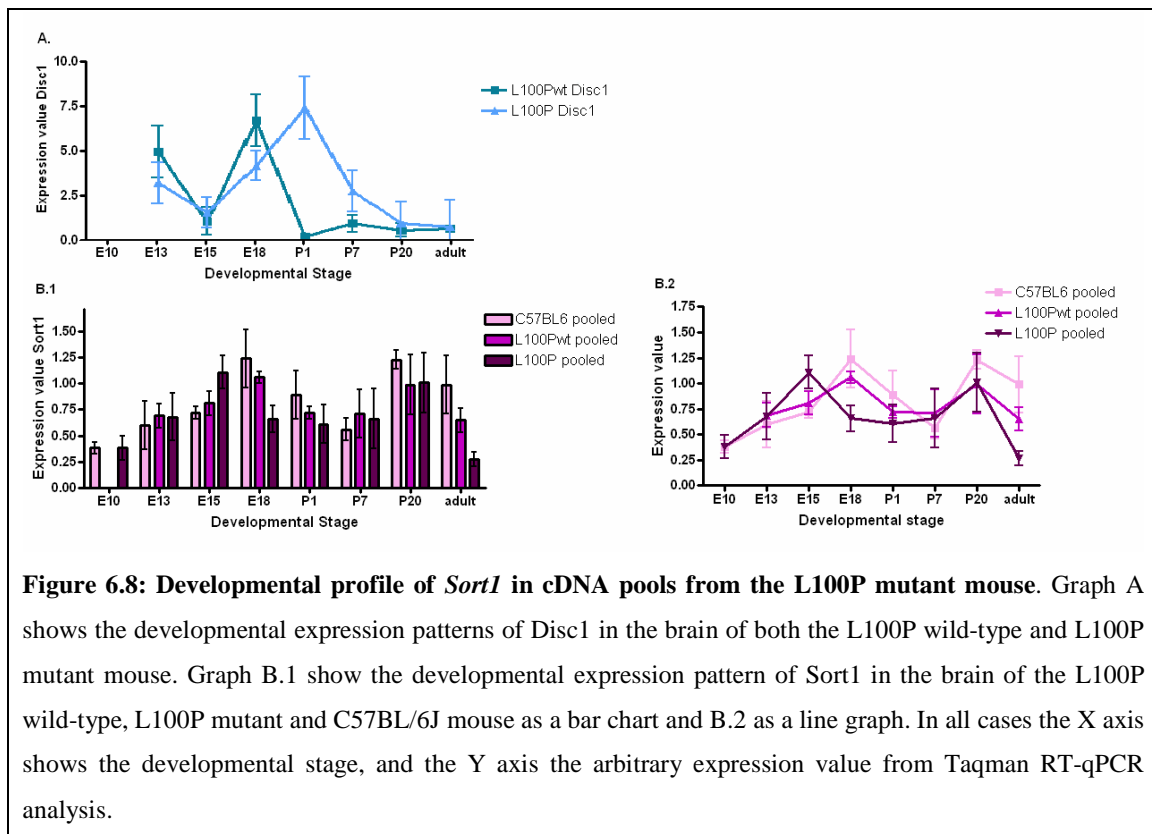 A.
10.0
7.5
5.0
2.5
0.0
Expression value Disc1
L100Pwt Disc1
L100P Disc1
E10 E13 E15 E18 P1 P7 P20 adult
Developmental Stage
B.1
1.75
1.50
1.25
1.00
0.75
0.50
0.25
0.00
Expression value Sort1
C57BL6 pooled
L100Pwt pooled
L100P pooled
E10 E13 E15 E18 P1 P7 P20 adult
Developmental Stage
B.2
1.75
1.50
1.25
1.00
0.75
0.50
0.25
0.00
Expression value
C57BL6 pooled
L100Pwt pooled
L100P pooled
E10 E13 E15 E18 P1 P7 P20 adult
Developmental stage
Figure 6.8: Developmental profile of Sort1 in cDNA pools from the L100P mutant mouse. Graph A
shows the developmental expression patterns of Disc1 in the brain of both the L100P wild-type and L100P
mutant mouse. Graph B.1 show the developmental expression pattern of Sort1 in the brain of the L100P
wild-type, L100P mutant and C57BL/6J mouse as a bar chart and B.2 as a line graph. In all cases the X axis
shows the developmental stage, and the Y axis the arbitrary expression value from Taqman RT-qPCR
analysis.